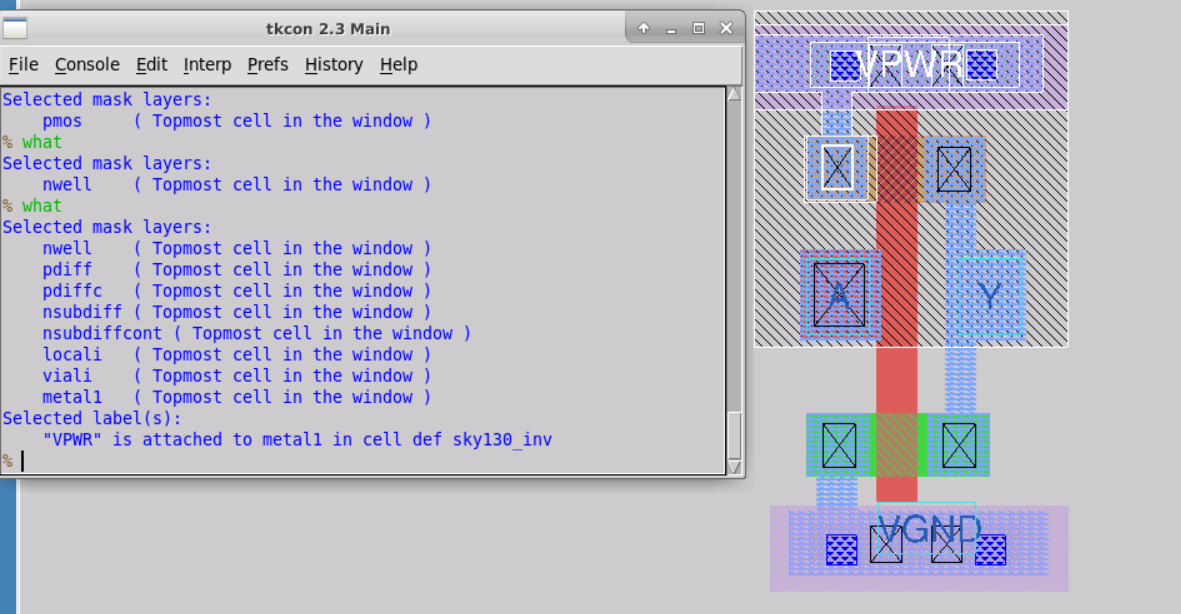 tkcon 2.3 Main
File Console Edit Interp Prefs History Help
Selected mask layers:
pmos ( Topmost cell in the window )
% what
Selected mask layers:
nwell ( Topmost cell in the window )
% what
Selected mask layers:
nwell ( Topmost cell in the window )
pdiff ( Topmost cell in the window )
pdiffc ( Topmost cell in the window )
nsubdiff ( Topmost cell in the window )
nsubdiffcont ( Topmost cell in the window )
locali ( Topmost cell in the window )
viali ( Topmost cell in the window )
metal1 ( Topmost cell in the window )
Selected label(s):
"VPWR" is attached to metal1 in cell def sky130_inv
%
VPWR
A
Y
VGND